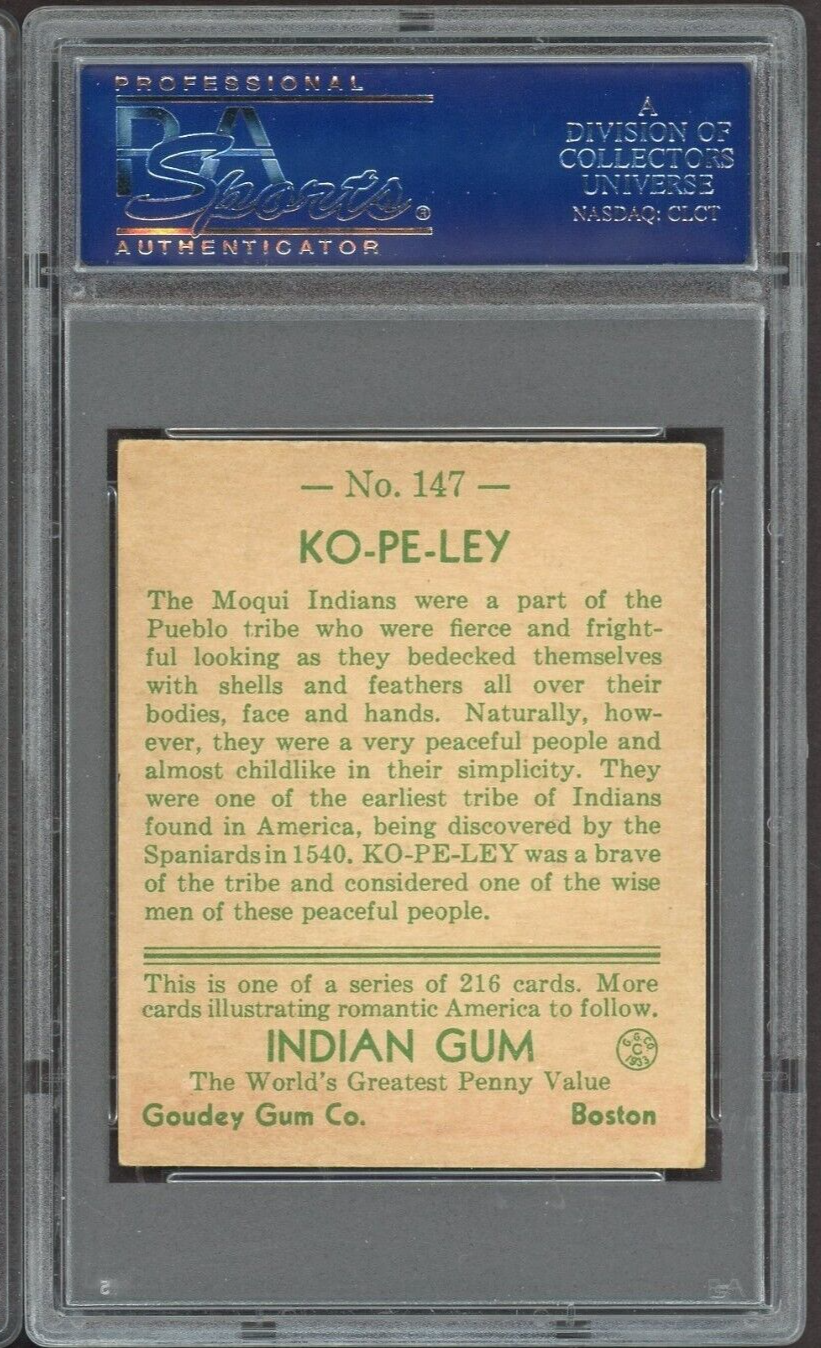 PROFESSIONAL
PSA
Sports®
AUTHENTICATOR
A
DIVISION OF
COLLECTORS
UNIVERSE
NASDAQ: CLCT
— No. 147 —
KO-PE-LEY
The Moqui Indians were a part of the
Pueblo tribe who were fierce and fright-
ful looking as they bedecked themselves
with shells and feathers all over their
bodies, face and hands. Naturally, how-
ever, they were a very peaceful people and
almost childlike in their simplicity. They
were one of the earliest tribe of Indians
found in America, being discovered by the
Spaniards in 1540. KO-PE-LEY was a brave
of the tribe and considered one of the wise
men of these peaceful people.
This is one of a series of 216 cards. More
cards illustrating romantic America to follow.
INDIAN GUM
G.G.CO.
C
1933
The World's Greatest Penny Value
Goudey Gum Co. Boston
PSA